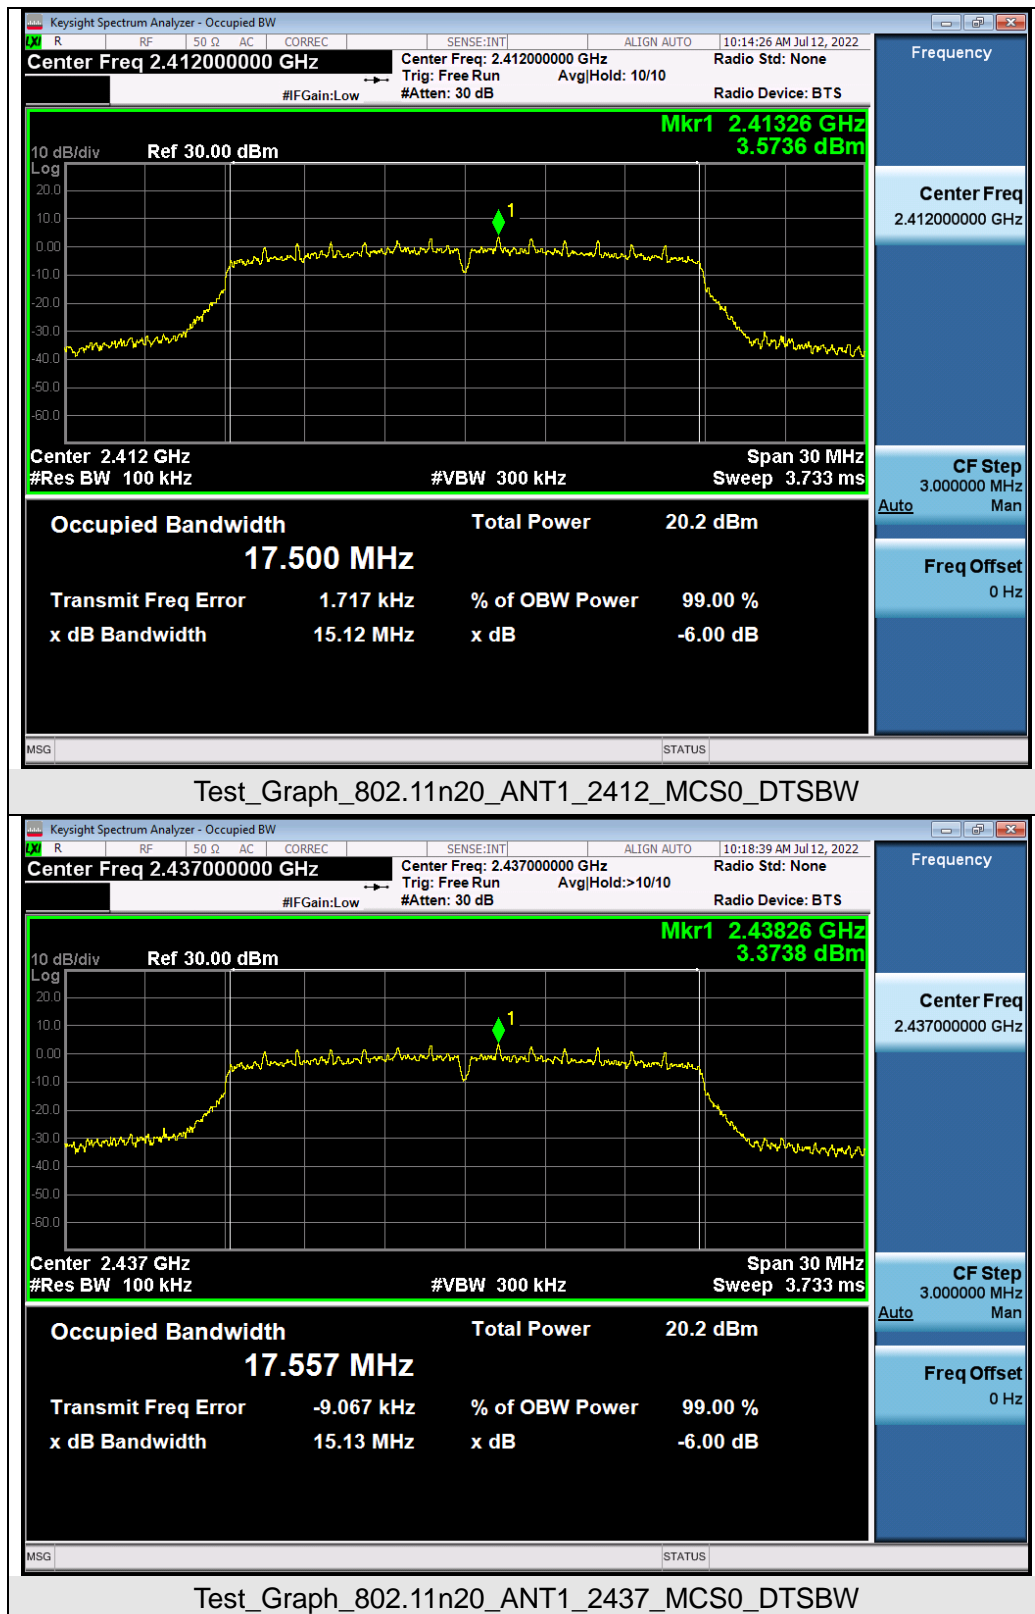 Keysight Spectrum Analyzer - Occupied BW
LXI R RF 50 Ω AC CORREC SENSE:INT ALIGN AUTO 10:14:26 AM Jul 12, 2022
Center Freq 2.412000000 GHz
Center Freq: 2.412000000 GHz
Radio Std: None
Trig: Free Run Avg|Hold: 10/10
#IFGain:Low
#Atten: 30 dB
Radio Device: BTS
Frequency
Mkr1 2.41326 GHz
3.5736 dBm
10 dB/div Ref 30.00 dBm
Log
20.0
10.0
0.00
-10.0
-20.0
-30.0
-40.0
-50.0
-60.0
1
Center Freq
2.412000000 GHz
Center 2.412 GHz Span 30 MHz
#Res BW 100 kHz #VBW 300 kHz Sweep 3.733 ms
CF Step
3.000000 MHz
Auto Man
Occupied Bandwidth Total Power 20.2 dBm
17.500 MHz
Freq Offset
0 Hz
Transmit Freq Error 1.717 kHz % of OBW Power 99.00 %
x dB Bandwidth 15.12 MHz x dB -6.00 dB
MSG STATUS
Test_Graph_802.11n20_ANT1_2412_MCS0_DTSBW
Keysight Spectrum Analyzer - Occupied BW
LXI R RF 50 Ω AC CORREC SENSE:INT ALIGN AUTO 10:18:39 AM Jul 12, 2022
Center Freq 2.437000000 GHz
Center Freq: 2.437000000 GHz
Radio Std: None
Trig: Free Run Avg|Hold:>10/10
#IFGain:Low
#Atten: 30 dB
Radio Device: BTS
Frequency
Mkr1 2.43826 GHz
3.3738 dBm
10 dB/div Ref 30.00 dBm
Log
20.0
10.0
0.00
-10.0
-20.0
-30.0
-40.0
-50.0
-60.0
1
Center Freq
2.437000000 GHz
Center 2.437 GHz Span 30 MHz
#Res BW 100 kHz #VBW 300 kHz Sweep 3.733 ms
CF Step
3.000000 MHz
Auto Man
Occupied Bandwidth Total Power 20.2 dBm
17.557 MHz
Freq Offset
0 Hz
Transmit Freq Error -9.067 kHz % of OBW Power 99.00 %
x dB Bandwidth 15.13 MHz x dB -6.00 dB
MSG STATUS
Test_Graph_802.11n20_ANT1_2437_MCS0_DTSBW